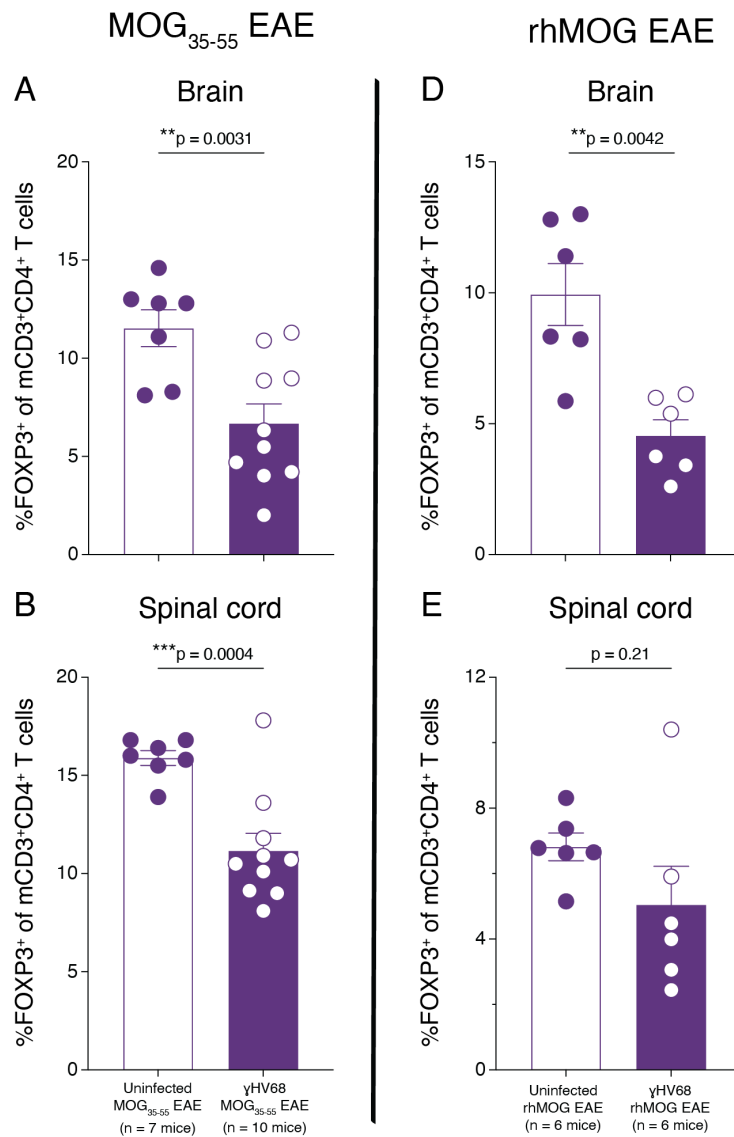 MOG35-55 EAE
rhMOG EAE
A
Brain
**p = 0.0031
%FOXP3+ of mCD3+CD4+ T cells
20
15
10
5
0
D
Brain
**p = 0.0042
%FOXP3+ of mCD3+CD4+ T cells
15
10
5
0
B
Spinal cord
***p = 0.0004
%FOXP3+ of mCD3+CD4+ T cells
20
15
10
5
0
Uninfected
MOG35-55 EAE
(n = 7 mice)
ɣHV68
MOG35-55 EAE
(n = 10 mice)
E
Spinal cord
p = 0.21
%FOXP3+ of mCD3+CD4+ T cells
12
8
4
0
Uninfected
rhMOG EAE
(n = 6 mice)
ɣHV68
rhMOG EAE
(n = 6 mice)